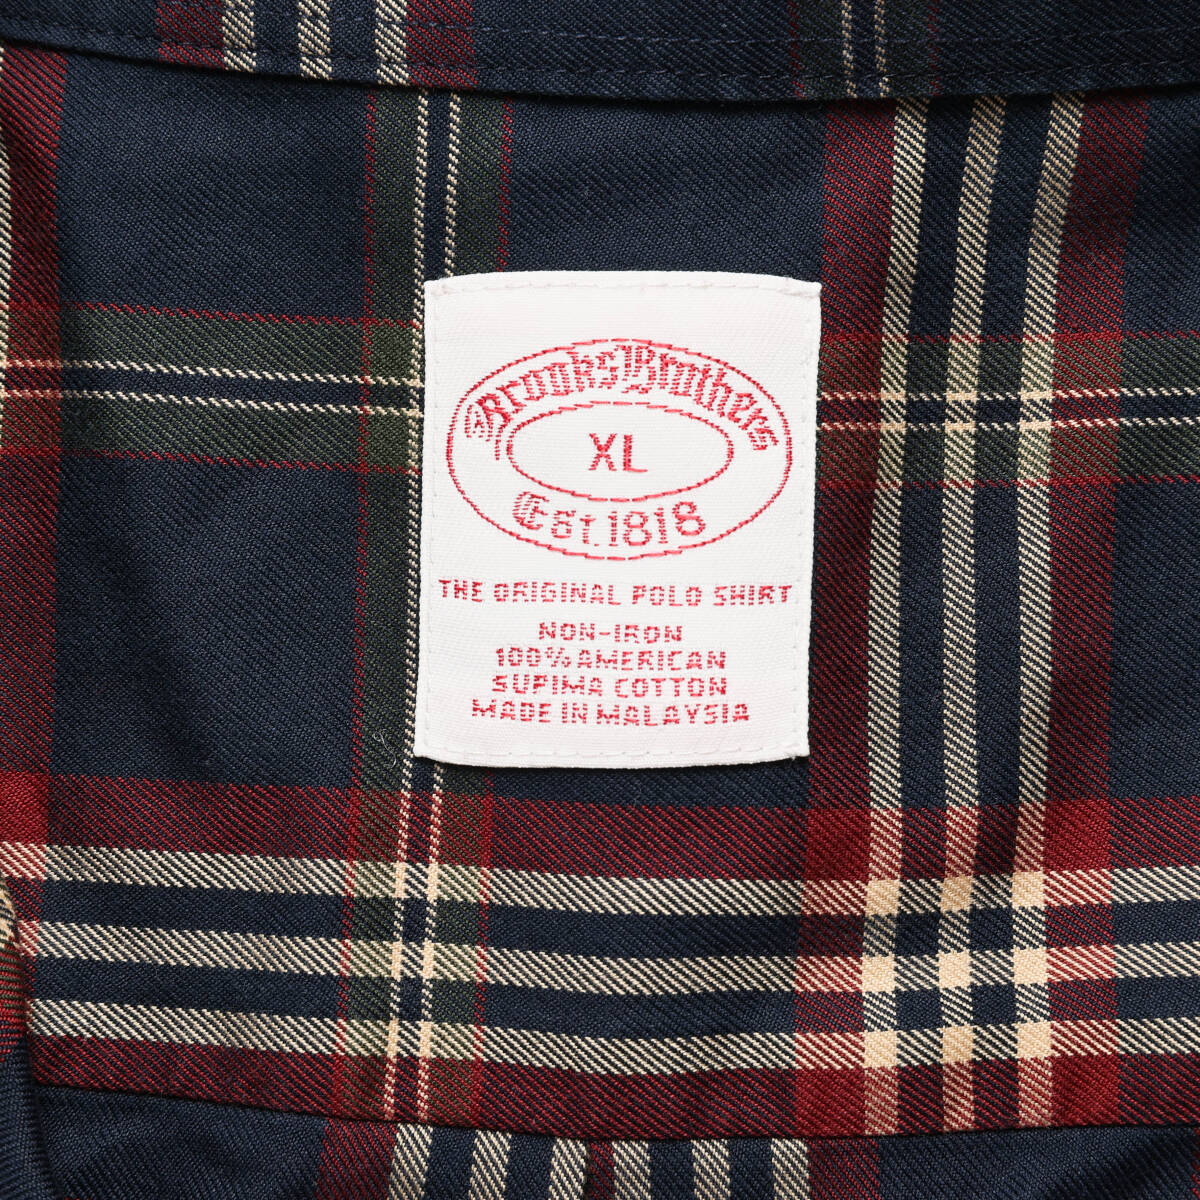 Brooks Brothers
XL
Est. 1818
THE ORIGINAL POLO SHIRT
NON-IRON
100% AMERICAN
SUPIMA COTTON
MADE IN MALAYSIA